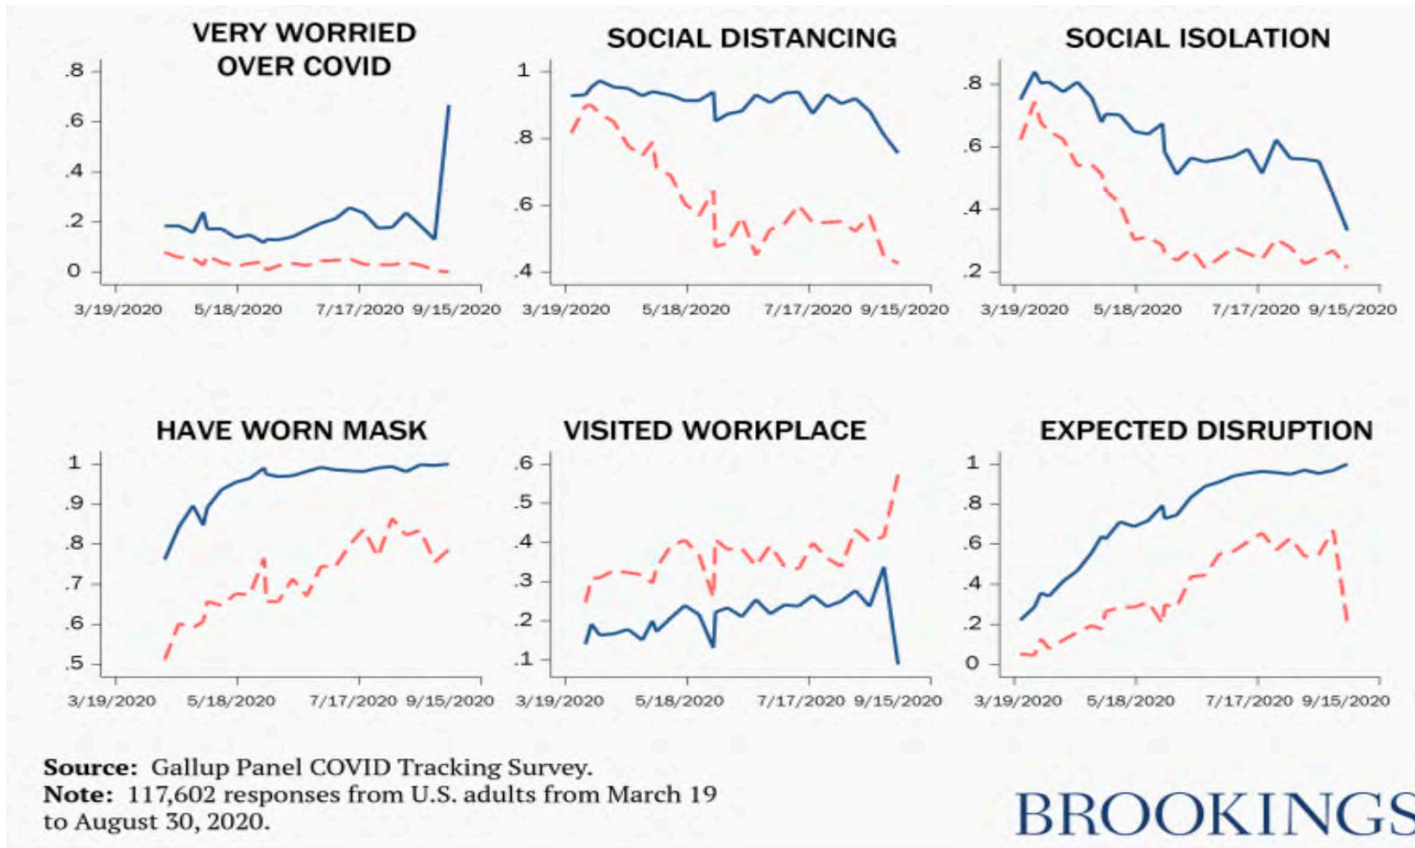 VERY WORRIED
OVER COVID
.8
.6
.4
.2
0
3/19/2020 5/18/2020 7/17/2020 9/15/2020
SOCIAL DISTANCING
1
.8
.6
.4
3/19/2020 5/18/2020 7/17/2020 9/15/2020
SOCIAL ISOLATION
.8
.6
.4
.2
3/19/2020 5/18/2020 7/17/2020 9/15/2020
HAVE WORN MASK
1
.9
.8
.7
.6
.5
3/19/2020 5/18/2020 7/17/2020 9/15/2020
VISITED WORKPLACE
.6
.5
.4
.3
.2
.1
3/19/2020 5/18/2020 7/17/2020 9/15/2020
EXPECTED DISRUPTION
1
.8
.6
.4
.2
0
3/19/2020 5/18/2020 7/17/2020 9/15/2020
Source: Gallup Panel COVID Tracking Survey.
Note: 117,602 responses from U.S. adults from March 19
to August 30, 2020.
BROOKINGS